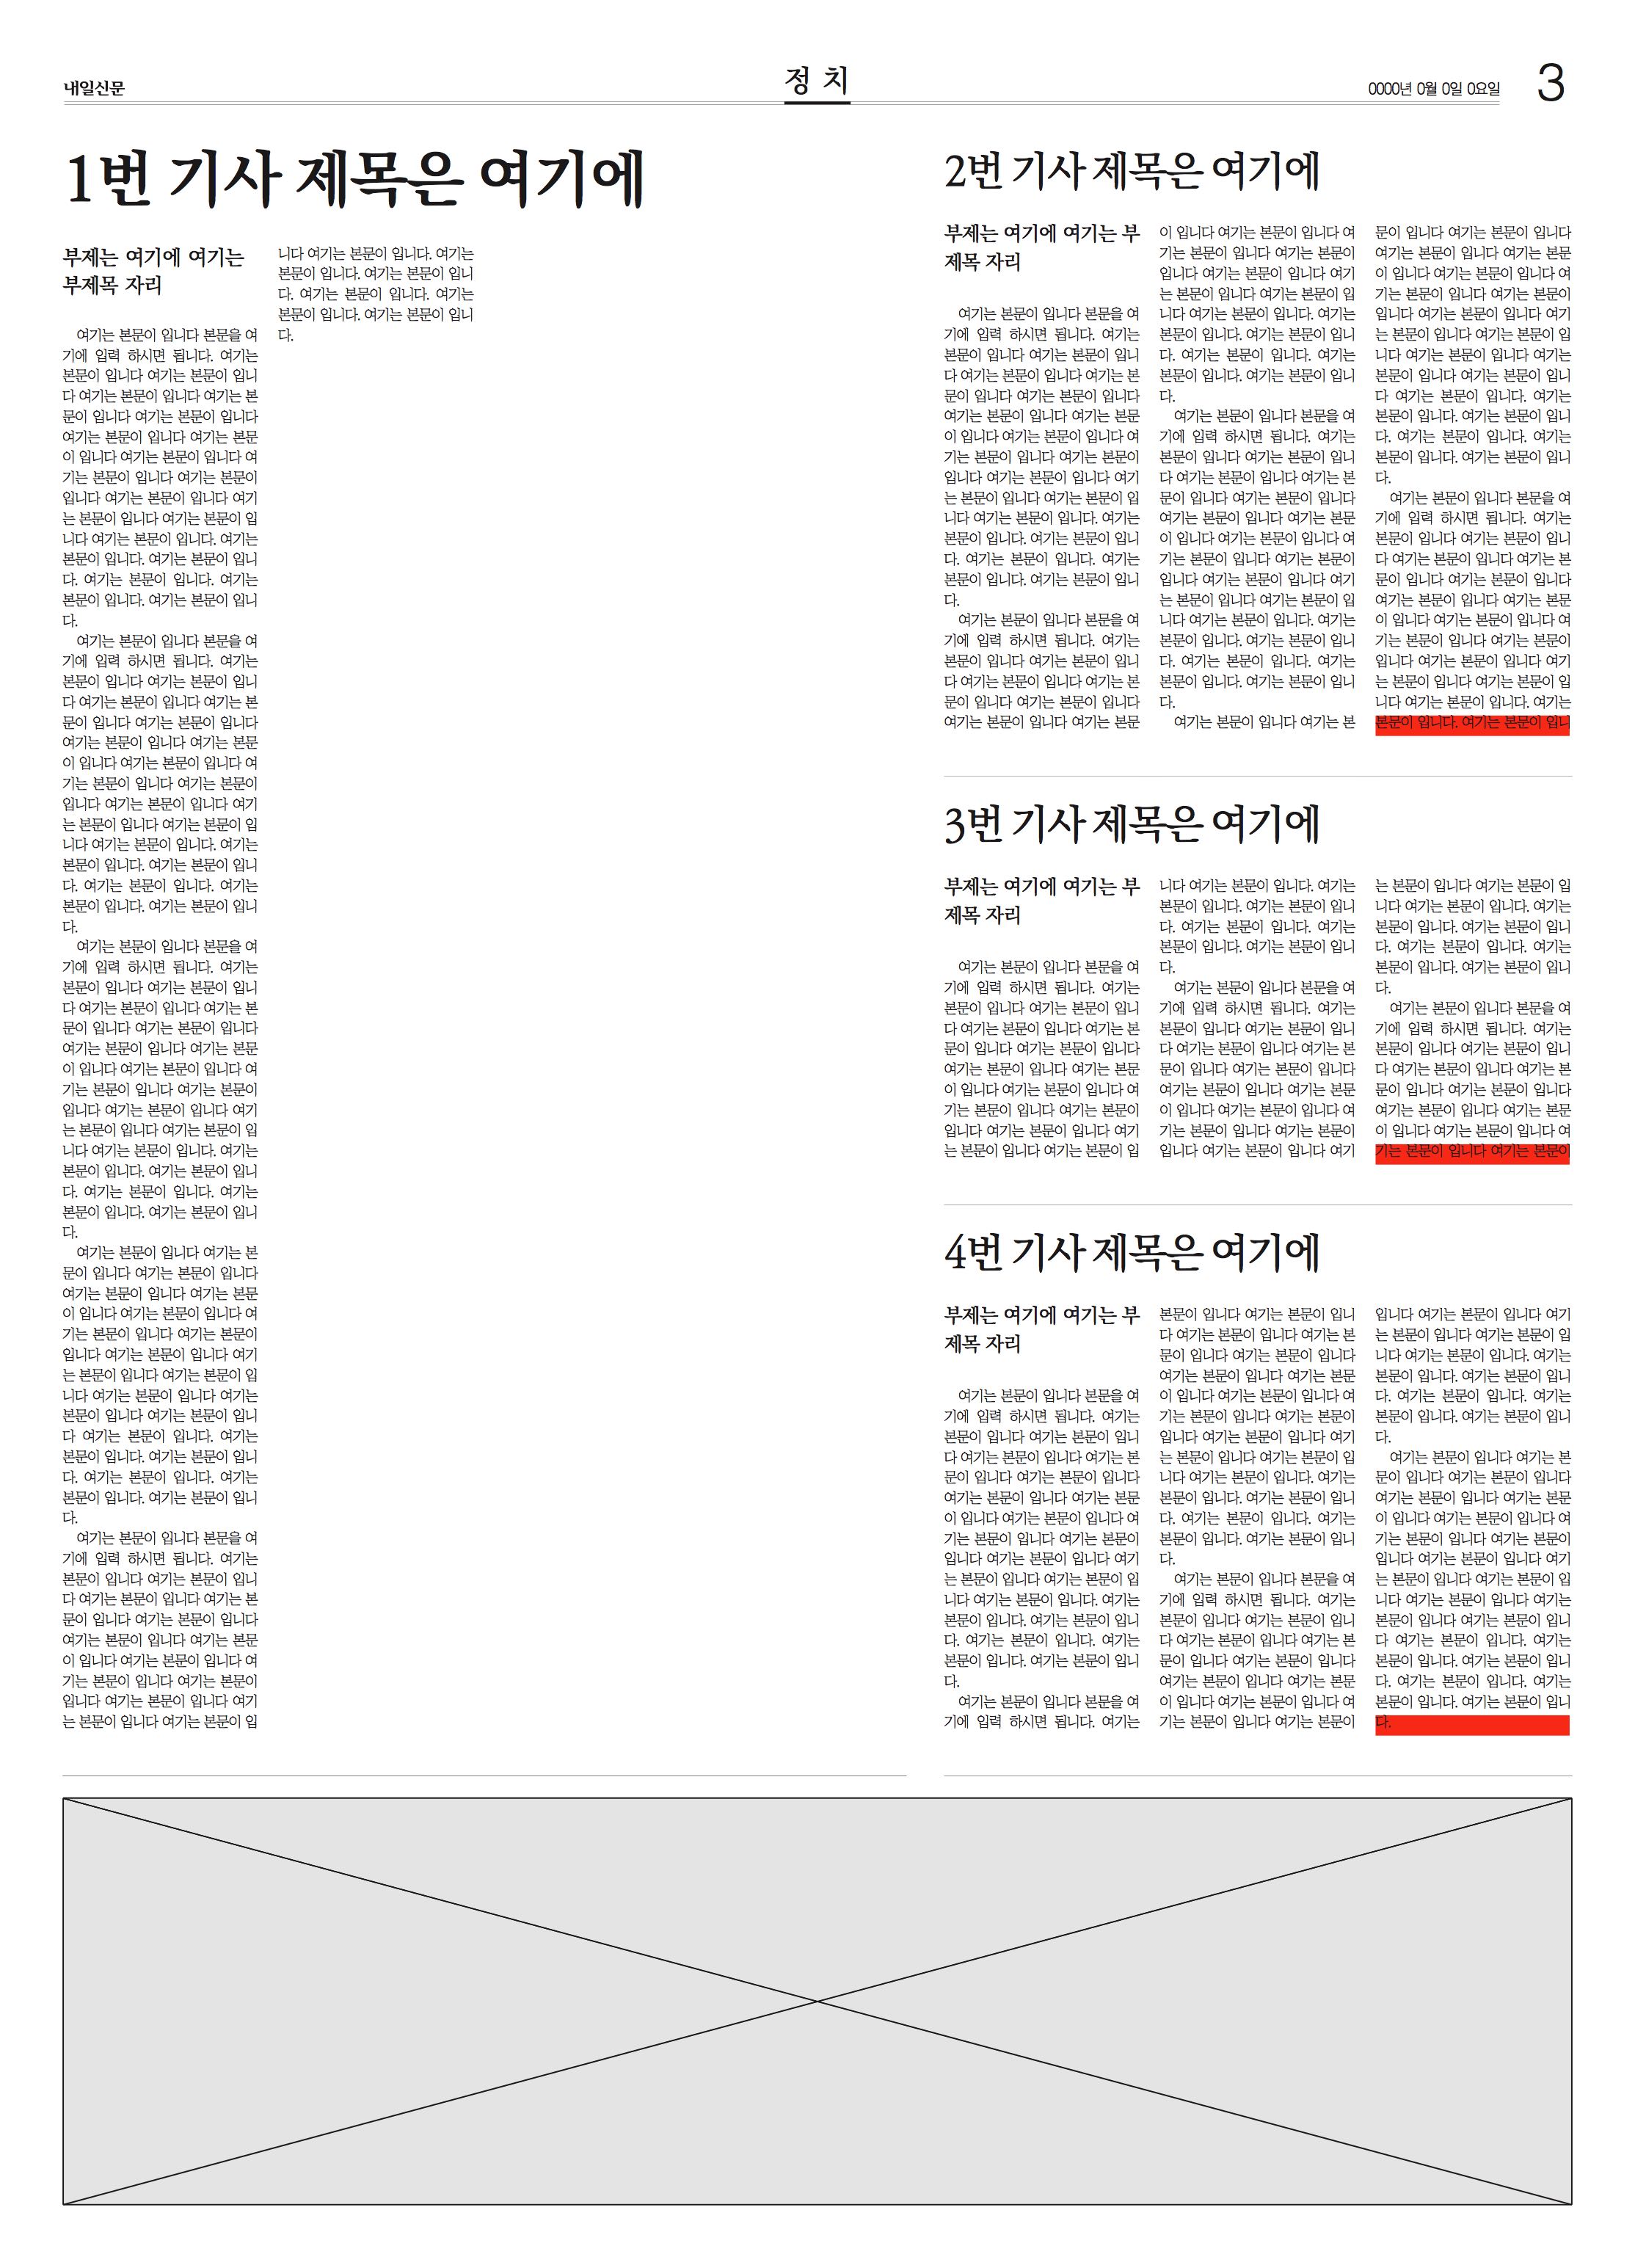 내일신문
정 치
0000년 0월 0일 0요일
3
1번 기사 제목은 여기에
부제는 여기에 여기는
부제목 자리
여기는 본문이 입니다 본문을 여
기에 입력 하시면 됩니다. 여기는
본문이 입니다 여기는 본문이 입니
다 여기는 본문이 입니다 여기는 본
문이 입니다 여기는 본문이 입니다
여기는 본문이 입니다 여기는 본문
이 입니다 여기는 본문이 입니다 여
기는 본문이 입니다 여기는 본문이
입니다 여기는 본문이 입니다 여기
는 본문이 입니다 여기는 본문이 입
니다 여기는 본문이 입니다. 여기는
본문이 입니다. 여기는 본문이 입니
다. 여기는 본문이 입니다. 여기는
본문이 입니다. 여기는 본문이 입니
다.
여기는 본문이 입니다 본문을 여
기에 입력 하시면 됩니다. 여기는
본문이 입니다 여기는 본문이 입니
다 여기는 본문이 입니다 여기는 본
문이 입니다 여기는 본문이 입니다
여기는 본문이 입니다 여기는 본문
이 입니다 여기는 본문이 입니다 여
기는 본문이 입니다 여기는 본문이
입니다 여기는 본문이 입니다 여기
는 본문이 입니다 여기는 본문이 입
니다 여기는 본문이 입니다. 여기는
본문이 입니다. 여기는 본문이 입니
다. 여기는 본문이 입니다. 여기는
본문이 입니다. 여기는 본문이 입니
다.
여기는 본문이 입니다 본문을 여
기에 입력 하시면 됩니다. 여기는
본문이 입니다 여기는 본문이 입니
다 여기는 본문이 입니다 여기는 본
문이 입니다 여기는 본문이 입니다
여기는 본문이 입니다 여기는 본문
이 입니다 여기는 본문이 입니다 여
기는 본문이 입니다 여기는 본문이
입니다 여기는 본문이 입니다 여기
는 본문이 입니다 여기는 본문이 입
니다 여기는 본문이 입니다. 여기는
본문이 입니다. 여기는 본문이 입니
다. 여기는 본문이 입니다. 여기는
본문이 입니다. 여기는 본문이 입니
다.
여기는 본문이 입니다 여기는 본
문이 입니다 여기는 본문이 입니다
여기는 본문이 입니다 여기는 본문
이 입니다 여기는 본문이 입니다 여
기는 본문이 입니다 여기는 본문이
입니다 여기는 본문이 입니다 여기
는 본문이 입니다 여기는 본문이 입
니다 여기는 본문이 입니다 여기는
본문이 입니다 여기는 본문이 입니
다 여기는 본문이 입니다. 여기는
본문이 입니다. 여기는 본문이 입니
다. 여기는 본문이 입니다. 여기는
본문이 입니다. 여기는 본문이 입니
다.
여기는 본문이 입니다 본문을 여
기에 입력 하시면 됩니다. 여기는
본문이 입니다 여기는 본문이 입니
다 여기는 본문이 입니다 여기는 본
문이 입니다 여기는 본문이 입니다
여기는 본문이 입니다 여기는 본문
이 입니다 여기는 본문이 입니다 여
기는 본문이 입니다 여기는 본문이
입니다 여기는 본문이 입니다 여기
는 본문이 입니다 여기는 본문이 입
니다 여기는 본문이 입니다. 여기는
본문이 입니다. 여기는 본문이 입니
다. 여기는 본문이 입니다. 여기는
본문이 입니다. 여기는 본문이 입니
다.
2번 기사 제목은 여기에
부제는 여기에 여기는 부
제목 자리
여기는 본문이 입니다 본문을 여
기에 입력 하시면 됩니다. 여기는
본문이 입니다 여기는 본문이 입니
다 여기는 본문이 입니다 여기는 본
문이 입니다 여기는 본문이 입니다
여기는 본문이 입니다 여기는 본문
이 입니다 여기는 본문이 입니다 여
기는 본문이 입니다 여기는 본문이
입니다 여기는 본문이 입니다 여기
는 본문이 입니다 여기는 본문이 입
니다 여기는 본문이 입니다. 여기는
본문이 입니다. 여기는 본문이 입니
다. 여기는 본문이 입니다. 여기는
본문이 입니다. 여기는 본문이 입니
다.
여기는 본문이 입니다 본문을 여
기에 입력 하시면 됩니다. 여기는
본문이 입니다 여기는 본문이 입니
다 여기는 본문이 입니다 여기는 본
문이 입니다 여기는 본문이 입니다
여기는 본문이 입니다 여기는 본문
이 입니다 여기는 본문이 입니다 여
기는 본문이 입니다 여기는 본문이
입니다 여기는 본문이 입니다 여기
는 본문이 입니다 여기는 본문이 입
니다 여기는 본문이 입니다. 여기는
본문이 입니다. 여기는 본문이 입니
다. 여기는 본문이 입니다. 여기는
본문이 입니다. 여기는 본문이 입니
다.
여기는 본문이 입니다 본문을 여
기에 입력 하시면 됩니다. 여기는
본문이 입니다 여기는 본문이 입니
다 여기는 본문이 입니다 여기는 본
문이 입니다 여기는 본문이 입니다
여기는 본문이 입니다 여기는 본문
이 입니다 여기는 본문이 입니다 여
기는 본문이 입니다 여기는 본문이
입니다 여기는 본문이 입니다 여기
는 본문이 입니다 여기는 본문이 입
니다 여기는 본문이 입니다. 여기는
본문이 입니다. 여기는 본문이 입니
다. 여기는 본문이 입니다. 여기는
본문이 입니다. 여기는 본문이 입니
다.
여기는 본문이 입니다 여기는 본
문이 입니다 여기는 본문이 입니다
여기는 본문이 입니다 여기는 본문
이 입니다 여기는 본문이 입니다 여
기는 본문이 입니다 여기는 본문이
입니다 여기는 본문이 입니다 여기
는 본문이 입니다 여기는 본문이 입
니다 여기는 본문이 입니다 여기는
본문이 입니다 여기는 본문이 입니
다 여기는 본문이 입니다. 여기는
본문이 입니다. 여기는 본문이 입니
다. 여기는 본문이 입니다. 여기는
본문이 입니다. 여기는 본문이 입니
다.
여기는 본문이 입니다 본문을 여
기에 입력 하시면 됩니다. 여기는
본문이 입니다 여기는 본문이 입니
다 여기는 본문이 입니다 여기는 본
문이 입니다 여기는 본문이 입니다
여기는 본문이 입니다 여기는 본문
이 입니다 여기는 본문이 입니다 여
기는 본문이 입니다 여기는 본문이
입니다 여기는 본문이 입니다 여기
는 본문이 입니다 여기는 본문이 입
니다 여기는 본문이 입니다. 여기는
본문이 입니다. 여기는 본문이 입니
3번 기사 제목은 여기에
부제는 여기에 여기는 부
제목 자리
여기는 본문이 입니다 본문을 여
기에 입력 하시면 됩니다. 여기는
본문이 입니다 여기는 본문이 입니
다 여기는 본문이 입니다 여기는 본
문이 입니다 여기는 본문이 입니다
여기는 본문이 입니다 여기는 본문
이 입니다 여기는 본문이 입니다 여
기는 본문이 입니다 여기는 본문이
입니다 여기는 본문이 입니다 여기
는 본문이 입니다 여기는 본문이 입
니다 여기는 본문이 입니다. 여기는
본문이 입니다. 여기는 본문이 입니
다. 여기는 본문이 입니다. 여기는
본문이 입니다. 여기는 본문이 입니
다.
여기는 본문이 입니다 본문을 여
기에 입력 하시면 됩니다. 여기는
본문이 입니다 여기는 본문이 입니
다 여기는 본문이 입니다 여기는 본
문이 입니다 여기는 본문이 입니다
여기는 본문이 입니다 여기는 본문
이 입니다 여기는 본문이 입니다 여
기는 본문이 입니다 여기는 본문이
입니다 여기는 본문이 입니다 여기
는 본문이 입니다 여기는 본문이 입
니다 여기는 본문이 입니다. 여기는
본문이 입니다. 여기는 본문이 입니
다. 여기는 본문이 입니다. 여기는
본문이 입니다. 여기는 본문이 입니
다.
여기는 본문이 입니다 본문을 여
기에 입력 하시면 됩니다. 여기는
본문이 입니다 여기는 본문이 입니
다 여기는 본문이 입니다 여기는 본
문이 입니다 여기는 본문이 입니다
여기는 본문이 입니다 여기는 본문
이 입니다 여기는 본문이 입니다 여
기는 본문이 입니다 여기는 본문이
4번 기사 제목은 여기에
부제는 여기에 여기는 부
제목 자리
여기는 본문이 입니다 본문을 여
기에 입력 하시면 됩니다. 여기는
본문이 입니다 여기는 본문이 입니
다 여기는 본문이 입니다 여기는 본
문이 입니다 여기는 본문이 입니다
여기는 본문이 입니다 여기는 본문
이 입니다 여기는 본문이 입니다 여
기는 본문이 입니다 여기는 본문이
입니다 여기는 본문이 입니다 여기
는 본문이 입니다 여기는 본문이 입
니다 여기는 본문이 입니다. 여기는
본문이 입니다. 여기는 본문이 입니
다. 여기는 본문이 입니다. 여기는
본문이 입니다. 여기는 본문이 입니
다.
여기는 본문이 입니다 본문을 여
기에 입력 하시면 됩니다. 여기는
본문이 입니다 여기는 본문이 입니
다 여기는 본문이 입니다 여기는 본
문이 입니다 여기는 본문이 입니다
여기는 본문이 입니다 여기는 본문
이 입니다 여기는 본문이 입니다 여
기는 본문이 입니다 여기는 본문이
입니다 여기는 본문이 입니다 여기
는 본문이 입니다 여기는 본문이 입
니다 여기는 본문이 입니다. 여기는
본문이 입니다. 여기는 본문이 입니
다. 여기는 본문이 입니다. 여기는
본문이 입니다. 여기는 본문이 입니
다.
여기는 본문이 입니다 본문을 여
기에 입력 하시면 됩니다. 여기는
본문이 입니다 여기는 본문이 입니
다 여기는 본문이 입니다 여기는 본
문이 입니다 여기는 본문이 입니다
여기는 본문이 입니다 여기는 본문
이 입니다 여기는 본문이 입니다 여
기는 본문이 입니다 여기는 본문이
입니다 여기는 본문이 입니다 여기
는 본문이 입니다 여기는 본문이 입
니다 여기는 본문이 입니다. 여기는
본문이 입니다. 여기는 본문이 입니
다. 여기는 본문이 입니다. 여기는
본문이 입니다. 여기는 본문이 입니
다.
여기는 본문이 입니다 여기는 본
문이 입니다 여기는 본문이 입니다
여기는 본문이 입니다 여기는 본문
이 입니다 여기는 본문이 입니다 여
기는 본문이 입니다 여기는 본문이
입니다 여기는 본문이 입니다 여기
는 본문이 입니다 여기는 본문이 입
니다 여기는 본문이 입니다 여기는
본문이 입니다 여기는 본문이 입니
다 여기는 본문이 입니다. 여기는
본문이 입니다. 여기는 본문이 입니
다. 여기는 본문이 입니다. 여기는
본문이 입니다. 여기는 본문이 입니
다.